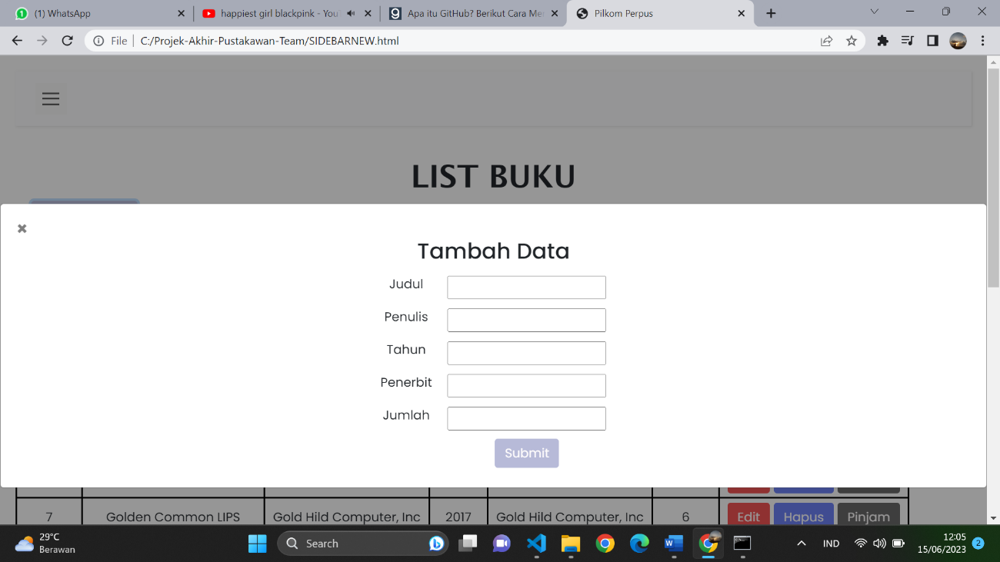 (1) WhatsApp
happiest girl blackpink - You
Apa itu GitHub? Berikut Cara Me
Pilkom Perpus
File
C:/Projek-Akhir-Pustakawan-Team/SIDEBARNEW.html
LIST BUKU
Tambah Data
Judul
Penulis
Tahun
Penerbit
Jumlah
Submit
7 Golden Common LIPS Gold Hild Computer, Inc 2017 Gold Hild Computer, Inc 6 Edit Hapus Pinjam
29°C
Berawan
Search
IND
12:05
15/06/2023
2